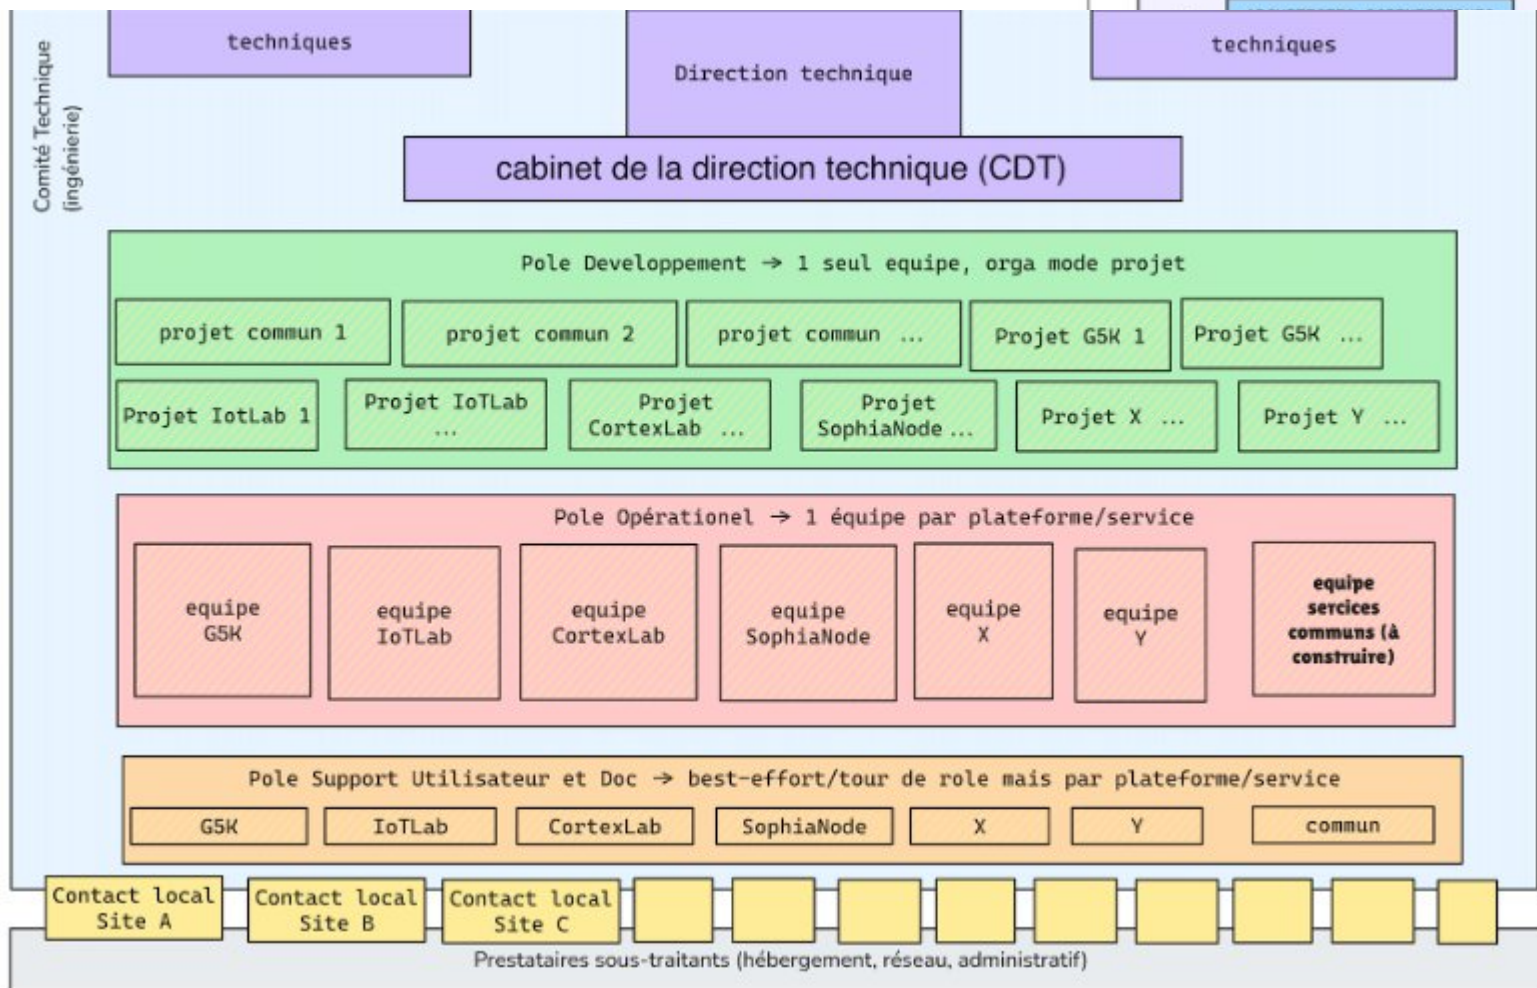 techniques
Direction technique
techniques
Comité Technique
(ingénierie)
cabinet de la direction technique (CDT)
Pole Developpement → 1 seul equipe, orga mode projet
projet commun 1
projet commun 2
projet commun ...
Projet G5K 1
Projet G5K ...
Projet IotLab 1
Projet IoTLab
...
Projet
CortexLab ...
Projet
SophiaNode ...
Projet X ...
Projet Y ...
Pole Opérationel → 1 équipe par plateforme/service
equipe
G5K
equipe
IoTLab
equipe
CortexLab
equipe
SophiaNode
equipe
X
equipe
Y
equipe
sercices
communs (à
construire)
Pole Support Utilisateur et Doc → best-effort/tour de role mais par plateforme/service
G5K
IoTLab
CortexLab
SophiaNode
X
Y
commun
Contact local
Site A
Contact local
Site B
Contact local
Site C
Prestataires sous-traitants (hébergement, réseau, administratif)